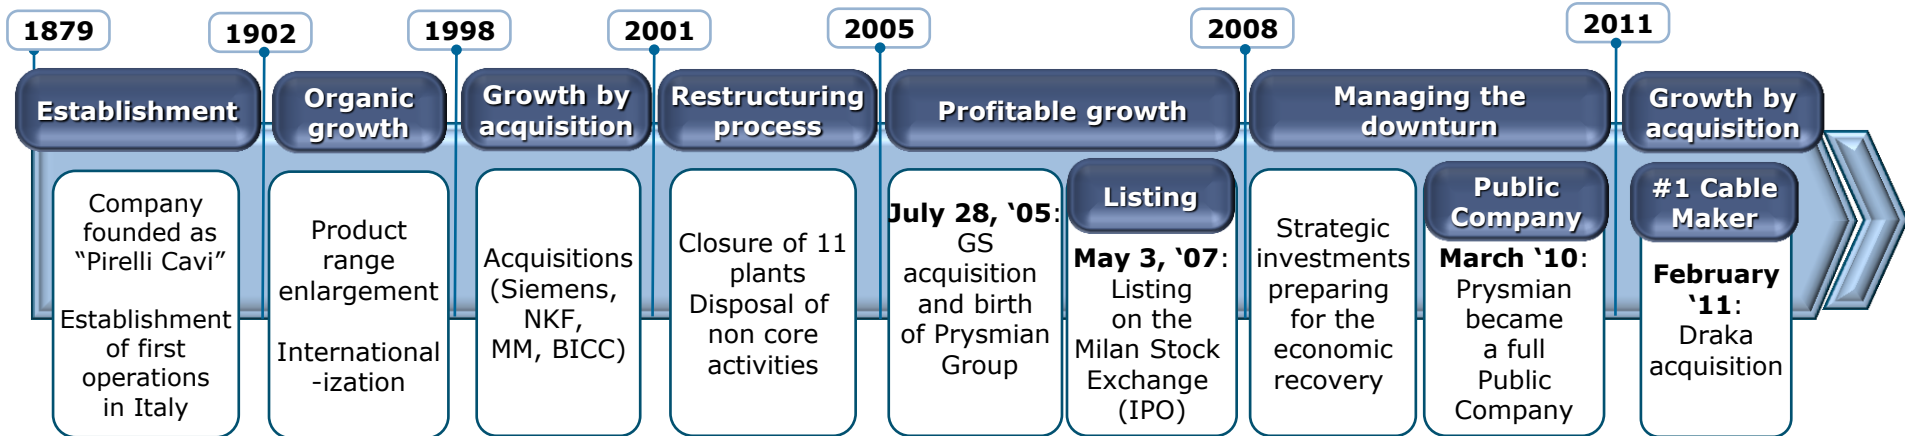 1879
1902
1998
2001
2005
2008
2011
Establishment
Organic
growth
Growth by
acquisition
Restructuring
process
Profitable growth
Managing the
downturn
Growth by
acquisition
Company
founded as
“Pirelli Cavi”
Establishment
of first
operations
in Italy
Product
range
enlargement
International
-ization
Acquisitions
(Siemens,
NKF,
MM, BICC)
Closure of 11
plants
Disposal of
non core
activities
July 28, ‘05:
GS
acquisition
and birth
of Prysmian
Group
Listing
May 3, ‘07:
Listing
on the
Milan Stock
Exchange
(IPO)
Strategic
investments
preparing
for the
economic
recovery
Public
Company
March ‘10:
Prysmian
became
a full
Public
Company
#1 Cable
Maker
February
‘11:
Draka
acquisition